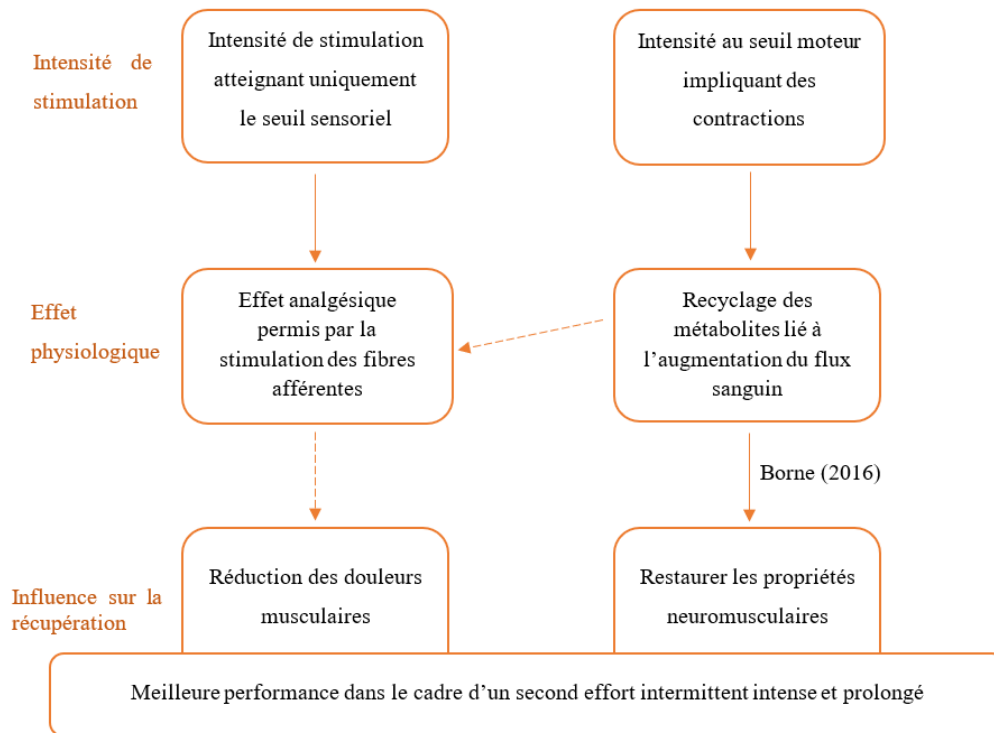 Intensité de
stimulation
Intensité de stimulation
atteignant uniquement
le seuil sensoriel
Intensité au seuil moteur
impliquant des
contractions
Effet
physiologique
Effet analgésique
permis par la
stimulation des fibres
afférentes
Recyclage des
métabolites lié à
l’augmentation du flux
sanguin
Borne (2016)
Influence sur la
récupération
Réduction des douleurs
musculaires
Restaurer les propriétés
neuromusculaires
Meilleure performance dans le cadre d’un second effort intermittent intense et prolongé